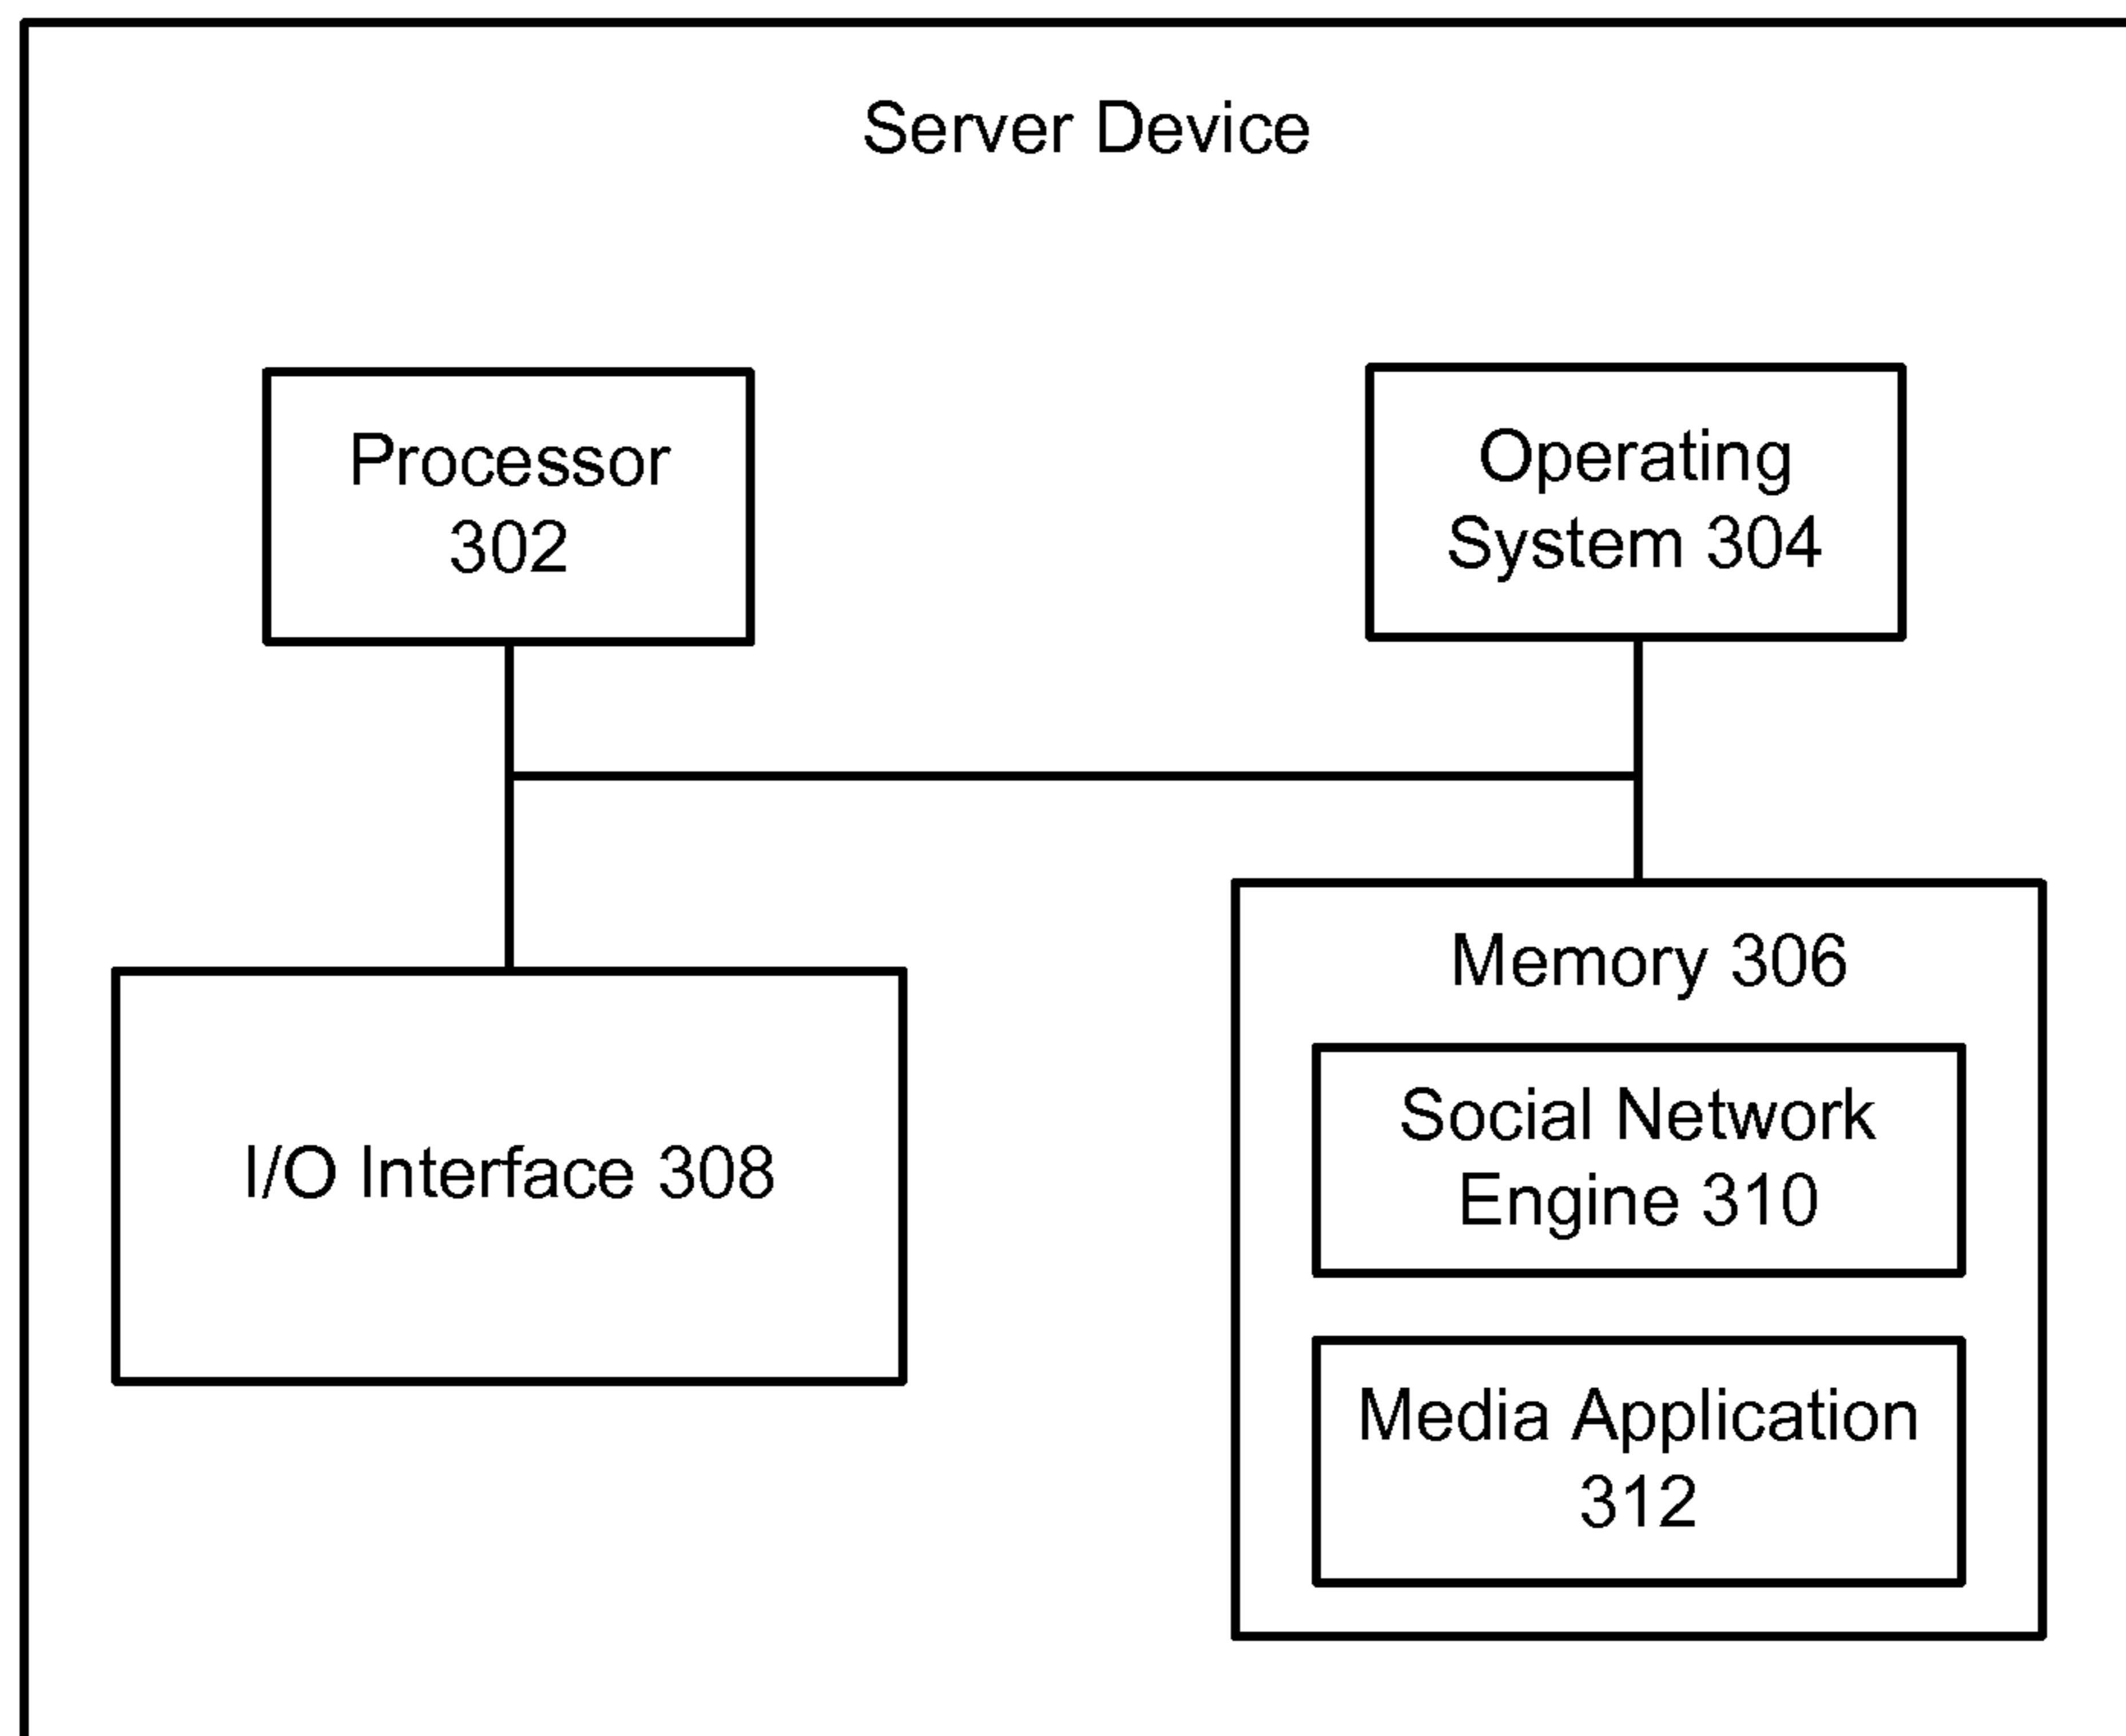 Server Device
Processor
302
Operating
System 304
I/O Interface 308
Memory 306
Social Network
Engine 310
Media Application
312